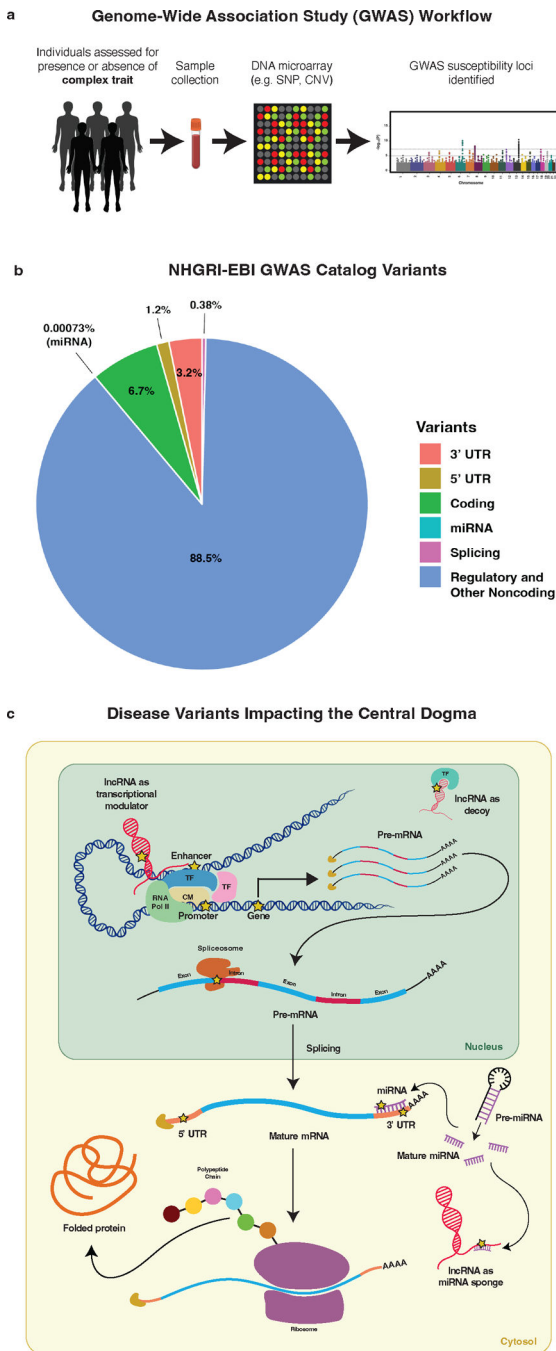 a
Genome-Wide Association Study (GWAS) Workflow
Individuals assessed for
presence or absence of
complex trait
Sample
collection
DNA microarray
(e.g. SNP, CNV)
GWAS susceptibility loci
identified
-log₁₀(P)
Chromosome
b
NHGRI-EBI GWAS Catalog Variants
0.00073%
(miRNA)
1.2%
0.38%
3.2%
6.7%
88.5%
Variants
3' UTR
5' UTR
Coding
miRNA
Splicing
Regulatory and
Other Noncoding
c
Disease Variants Impacting the Central Dogma
lncRNA as
transcriptional
modulator
TF
lncRNA as
decoy
Pre-mRNA
AAAA
AAAA
AAAA
Enhancer
TF
TF
CM
RNA
Pol II
Promoter
Gene
Spliceosome
Exon
Intron
Exon
Intron
Exon
AAAA
Pre-mRNA
Nucleus
Splicing
miRNA
AAAA
Pre-miRNA
5' UTR
3' UTR
Mature mRNA
Mature miRNA
Polypeptide
Chain
Folded protein
AAAA
lncRNA as
miRNA sponge
Ribosome
Cytosol